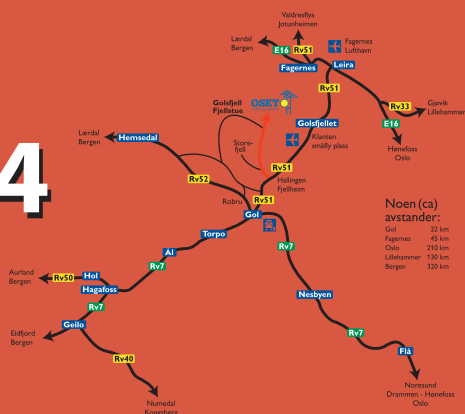 Valdresflya
Jotunheimen
Lærdal
Bergen
E16
Rv51
Fagernes
Lufthavn
Fagernes
Leira
Rv51
Golsfjell
Fjellstue
OSET
Rv33
Gjøvik
Lillehammer
E16
Golsfjellet
Hønefoss
Oslo
Lærdal
Bergen
Hemsedal
Store-
fjell
Klanten
småfly plass
4
Rv51
Hallingen
Fjellheim
Rv52
Robru
Rv51
Gol
Noen (ca)
avstander:
Gol 22 km
Fagernes 45 km
Oslo 210 km
Lillehammer 130 km
Bergen 320 km
Torpo
Rv7
Ål
Rv7
Aurland
Bergen
Rv50
Hol
Hagafoss
Nesbyen
Rv7
Geilo
Eidfjord
Bergen
Rv7
Flå
Rv40
Noresund
Drammen - Hønefoss
Oslo
Numedal
Kongsberg